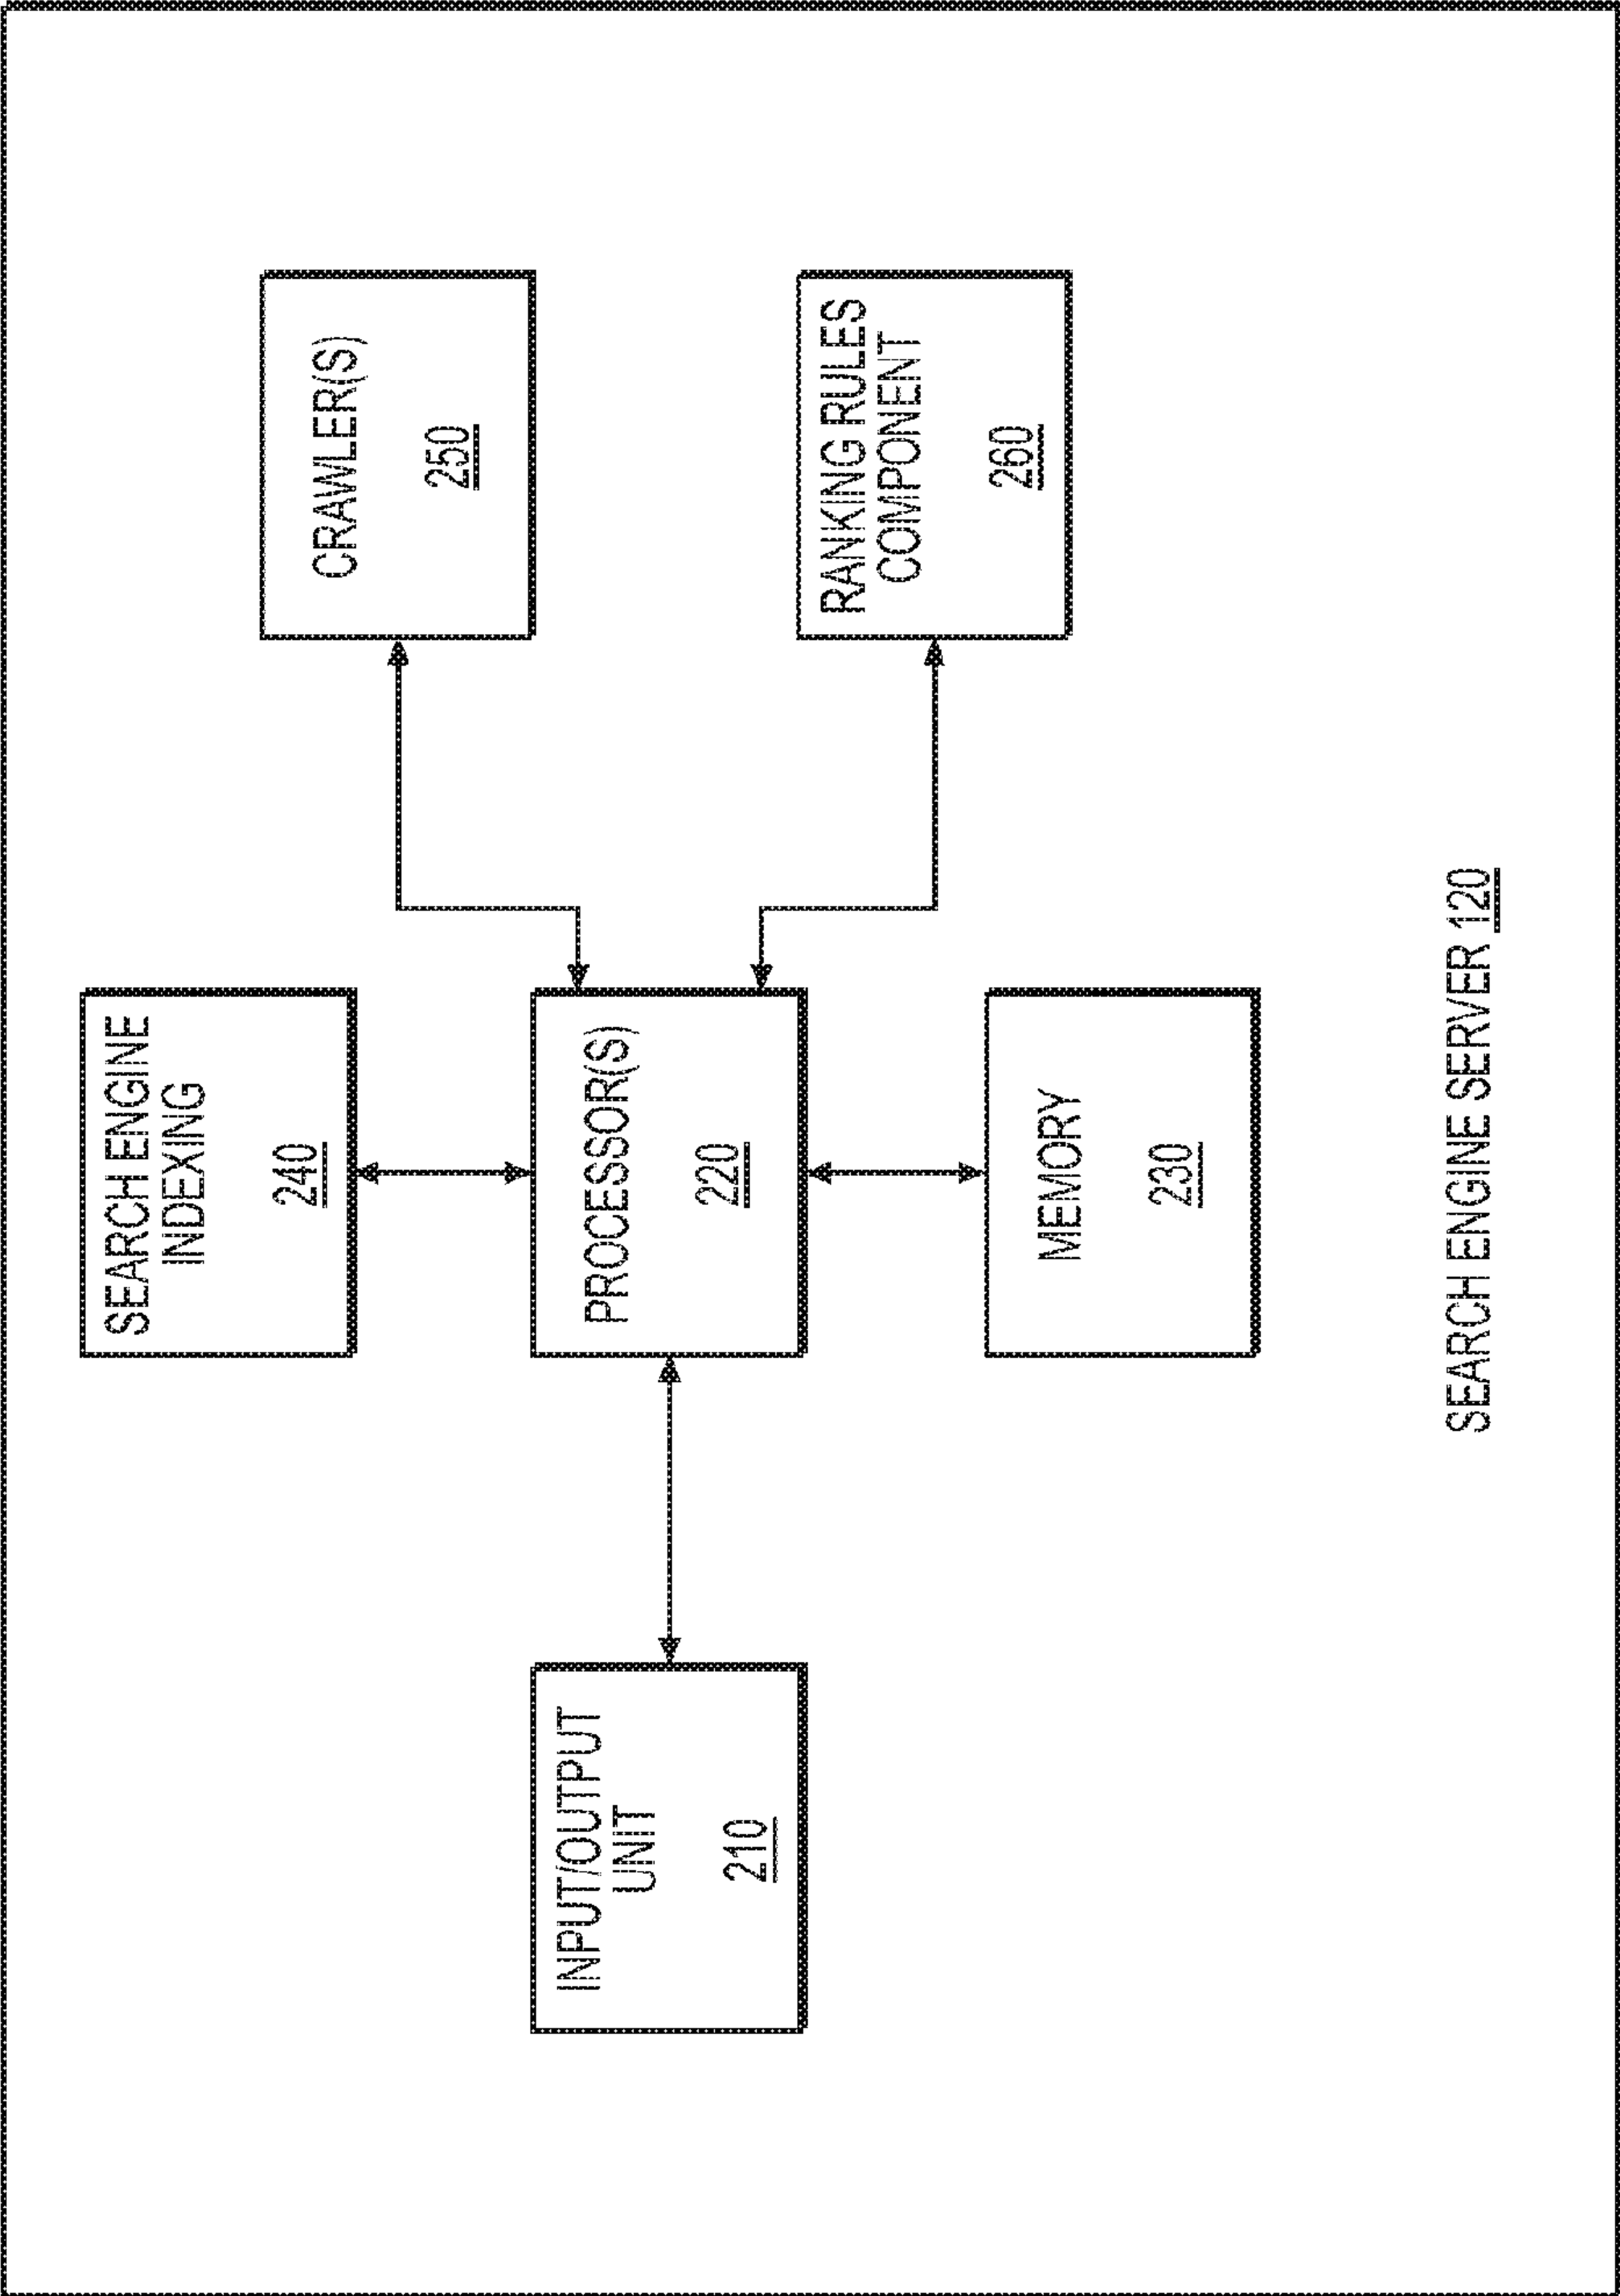 SEARCH ENGINE
INDEXING
240
CRAWLER(S)
250
INPUT/OUTPUT
UNIT
210
PROCESSOR(S)
220
RANKING RULES
COMPONENT
260
MEMORY
230
SEARCH ENGINE SERVER 120